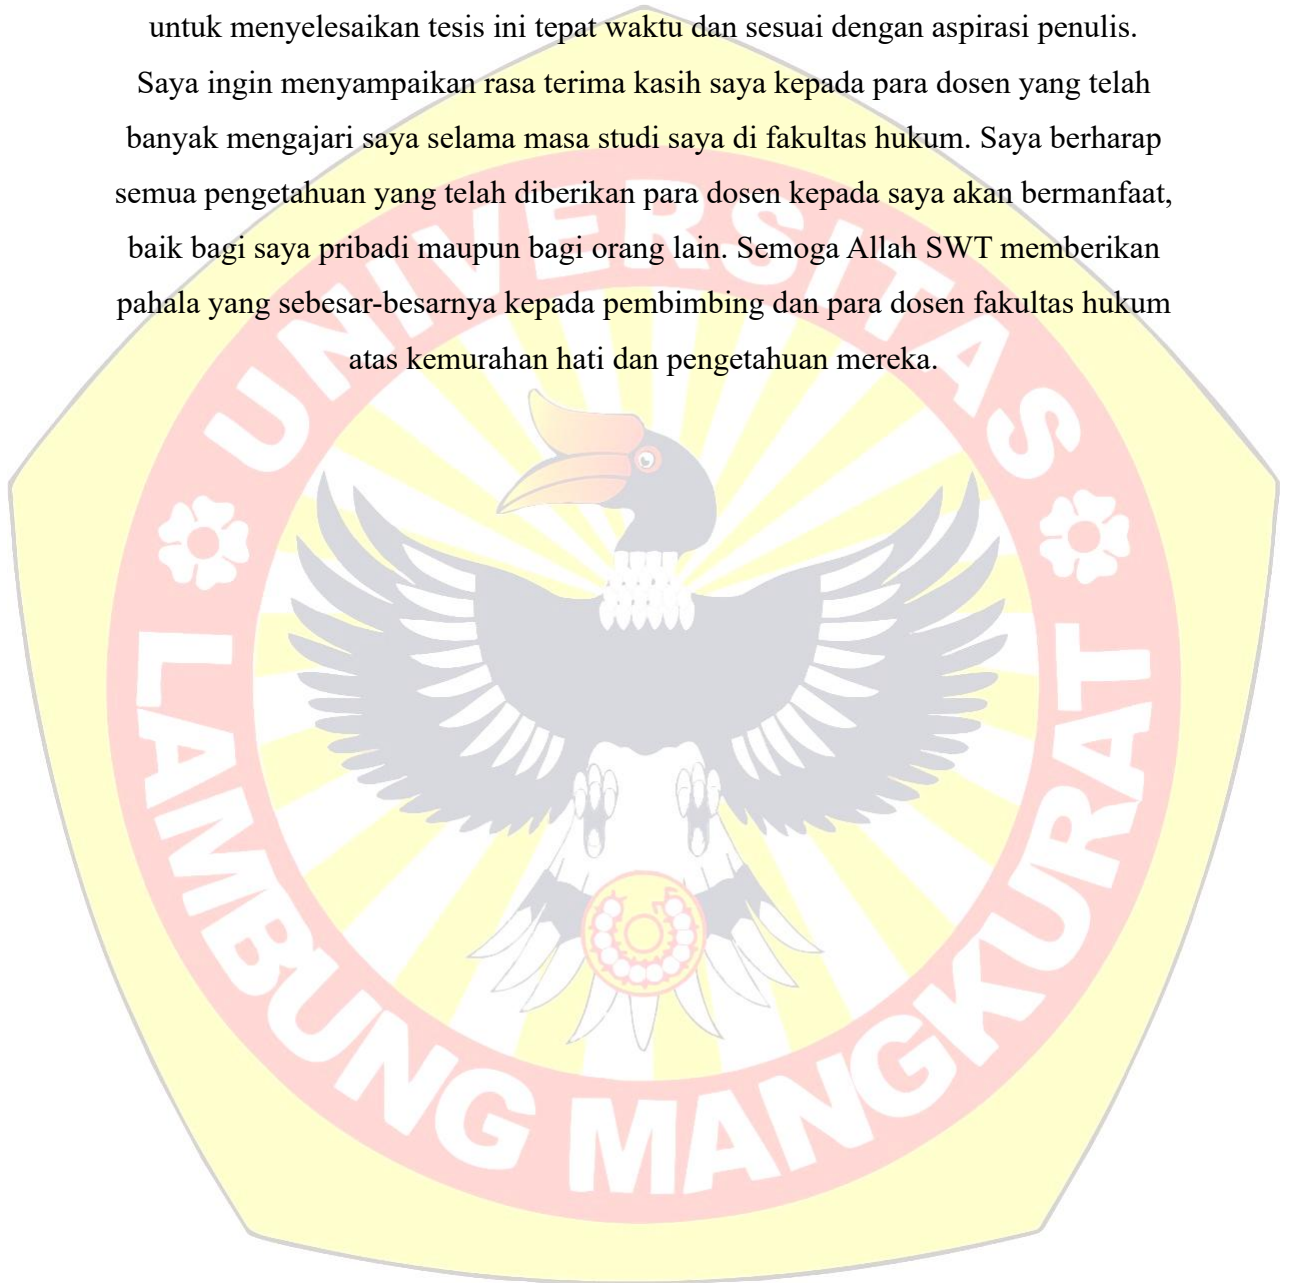 untuk menyelesaikan tesis ini tepat waktu dan sesuai dengan aspirasi penulis.
Saya ingin menyampaikan rasa terima kasih saya kepada para dosen yang telah
banyak mengajari saya selama masa studi saya di fakultas hukum. Saya berharap
semua pengetahuan yang telah diberikan para dosen kepada saya akan bermanfaat,
baik bagi saya pribadi maupun bagi orang lain. Semoga Allah SWT memberikan
pahala yang sebesar-besarnya kepada pembimbing dan para dosen fakultas hukum
atas kemurahan hati dan pengetahuan mereka.
UNIVERSITAS
LAMBUNG MANGKURAT